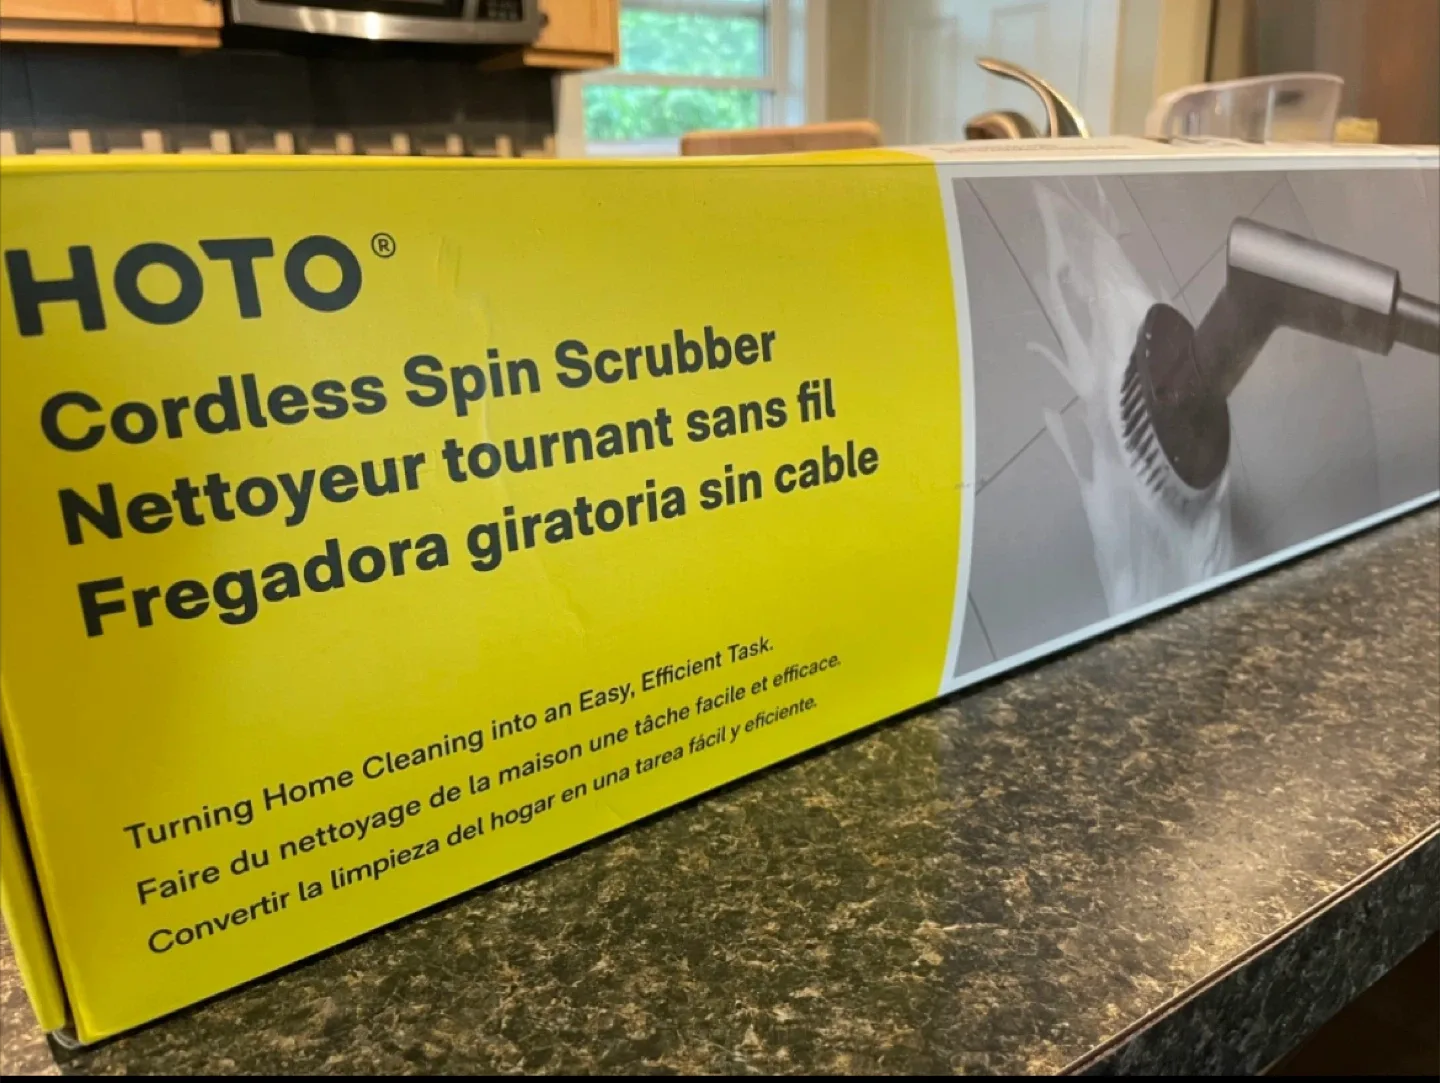 HOTO®
Cordless Spin Scrubber
Nettoyeur tournant sans fil
Fregadora giratoria sin cable
Turning Home Cleaning into an Easy, Efficient Task.
Faire du nettoyage de la maison une tâche facile et efficace.
Convertir la limpieza del hogar en una tarea fácil y eficiente.